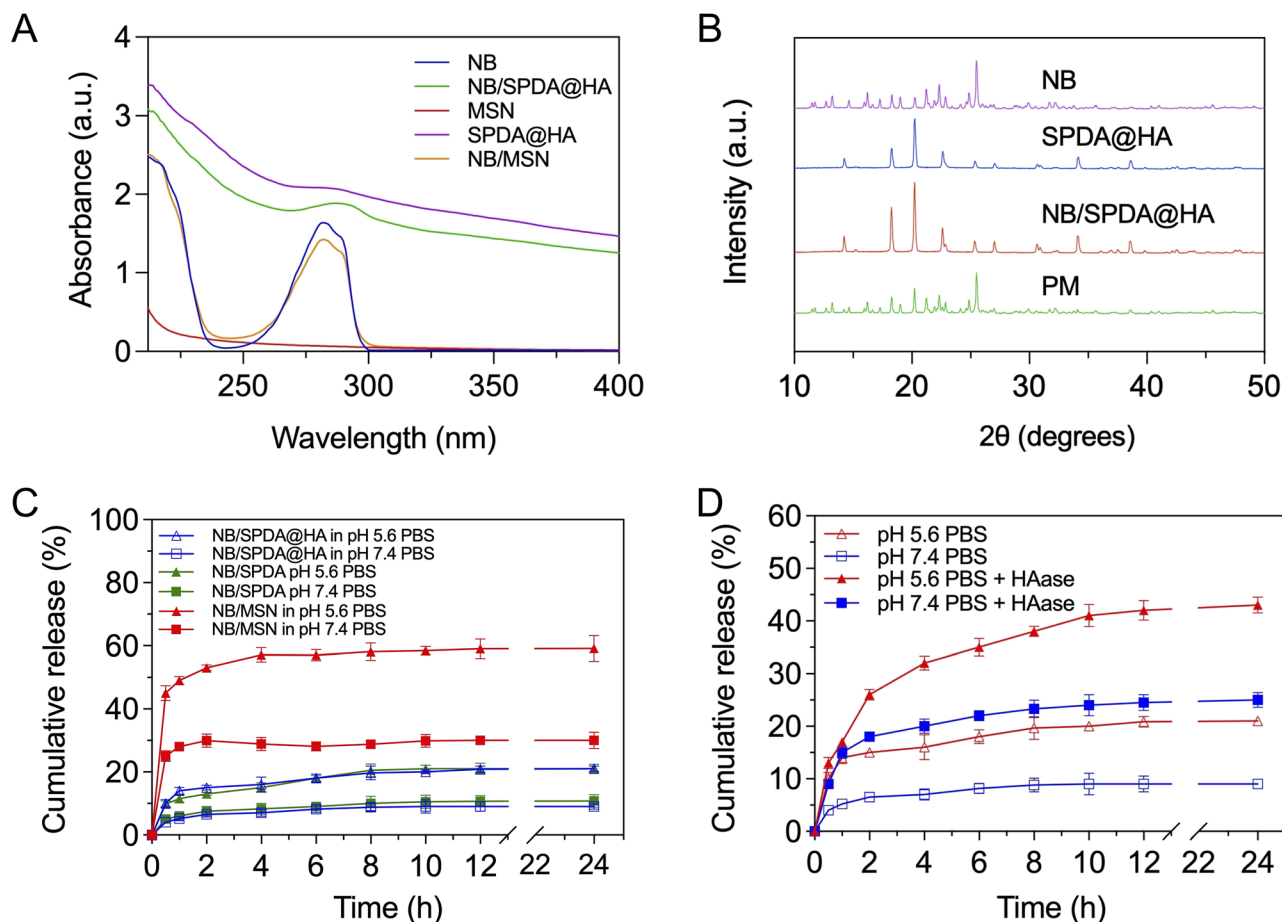 A
4
3
2
1
0
Absorbance (a.u.)
NB
NB/SPDA@HA
MSN
SPDA@HA
NB/MSN
250
300
350
400
Wavelength (nm)
B
Intensity (a.u.)
NB
SPDA@HA
NB/SPDA@HA
PM
10
20
30
40
50
2θ (degrees)
C
100
80
60
40
20
0
Cumulative release (%)
NB/SPDA@HA in pH 5.6 PBS
NB/SPDA@HA in pH 7.4 PBS
NB/SPDA pH 5.6 PBS
NB/SPDA pH 7.4 PBS
NB/MSN in pH 5.6 PBS
NB/MSN in pH 7.4 PBS
0
2
4
6
8
10
12
22
24
Time (h)
D
60
50
40
30
20
10
0
Cumulative release (%)
pH 5.6 PBS
pH 7.4 PBS
pH 5.6 PBS + HAase
pH 7.4 PBS + HAase
0
2
4
6
8
10
12
22
24
Time (h)